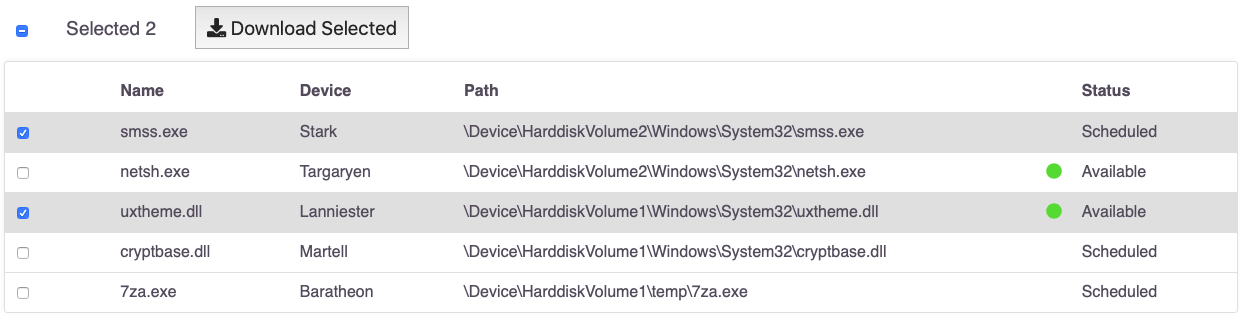 Selected 2 Download Selected
Name Device Path Status
smss.exe Stark \Device\HarddiskVolume2\Windows\System32\smss.exe Scheduled
netsh.exe Targaryen \Device\HarddiskVolume2\Windows\System32\netsh.exe Available
uxtheme.dll Lanniester \Device\HarddiskVolume1\Windows\System32\uxtheme.dll Available
cryptbase.dll Martell \Device\HarddiskVolume1\Windows\System32\cryptbase.dll Scheduled
7za.exe Baratheon \Device\HarddiskVolume1\temp\7za.exe Scheduled